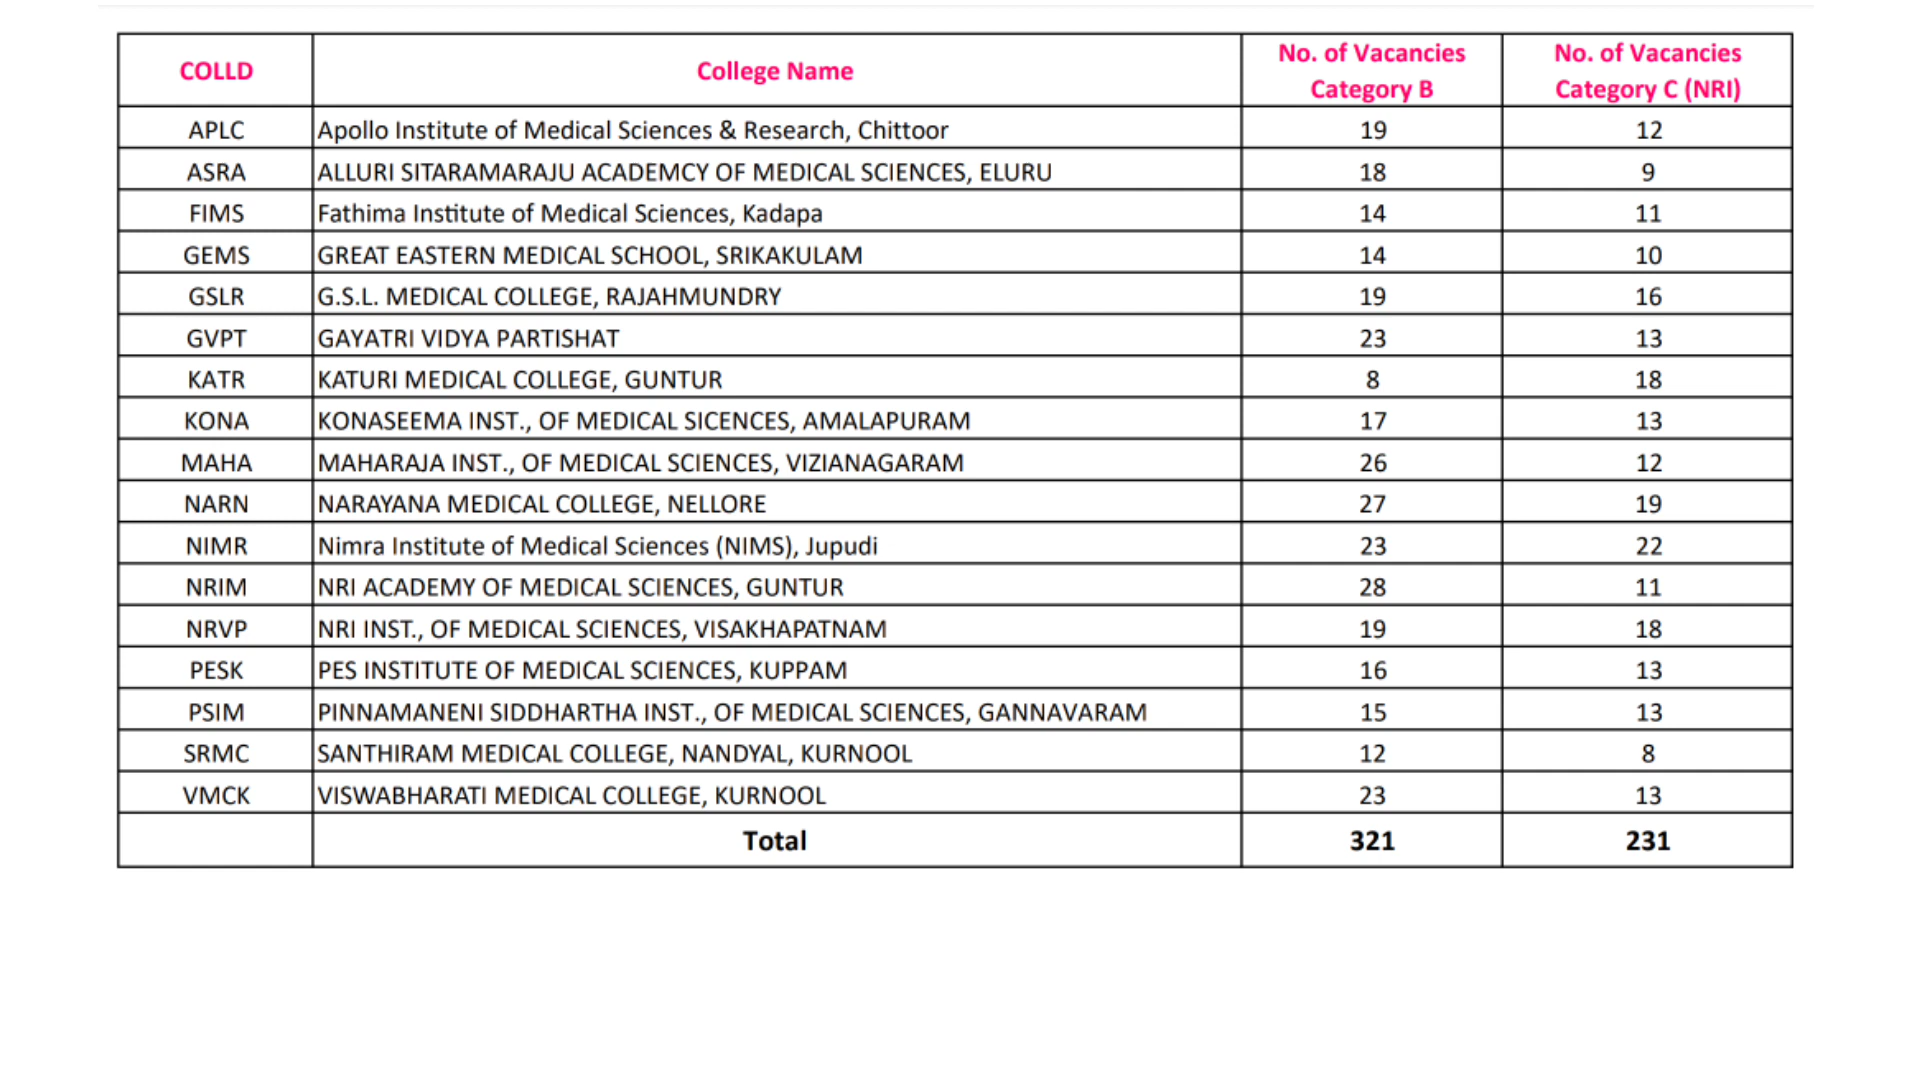 COLLD College Name No. of Vacancies Category B No. of Vacancies Category C (NRI)
APLC Apollo Institute of Medical Sciences & Research, Chittoor 19 12
ASRA ALLURI SITARAMARAJU ACADEMCY OF MEDICAL SCIENCES, ELURU 18 9
FIMS Fathima Institute of Medical Sciences, Kadapa 14 11
GEMS GREAT EASTERN MEDICAL SCHOOL, SRIKAKULAM 14 10
GSLR G.S.L. MEDICAL COLLEGE, RAJAHMUNDRY 19 16
GVPT GAYATRI VIDYA PARTISHAT 23 13
KATR KATURI MEDICAL COLLEGE, GUNTUR 8 18
KONA KONASEEMA INST., OF MEDICAL SICENCES, AMALAPURAM 17 13
MAHA MAHARAJA INST., OF MEDICAL SCIENCES, VIZIANAGARAM 26 12
NARN NARAYANA MEDICAL COLLEGE, NELLORE 27 19
NIMR Nimra Institute of Medical Sciences (NIMS), Jupudi 23 22
NRIM NRI ACADEMY OF MEDICAL SCIENCES, GUNTUR 28 11
NRVP NRI INST., OF MEDICAL SCIENCES, VISAKHAPATNAM 19 18
PESK PES INSTITUTE OF MEDICAL SCIENCES, KUPPAM 16 13
PSIM PINNAMANENI SIDDHARTHA INST., OF MEDICAL SCIENCES, GANNAVARAM 15 13
SRMC SANTHIRAM MEDICAL COLLEGE, NANDYAL, KURNOOL 12 8
VMCK VISWABHARATI MEDICAL COLLEGE, KURNOOL 23 13
Total 321 231